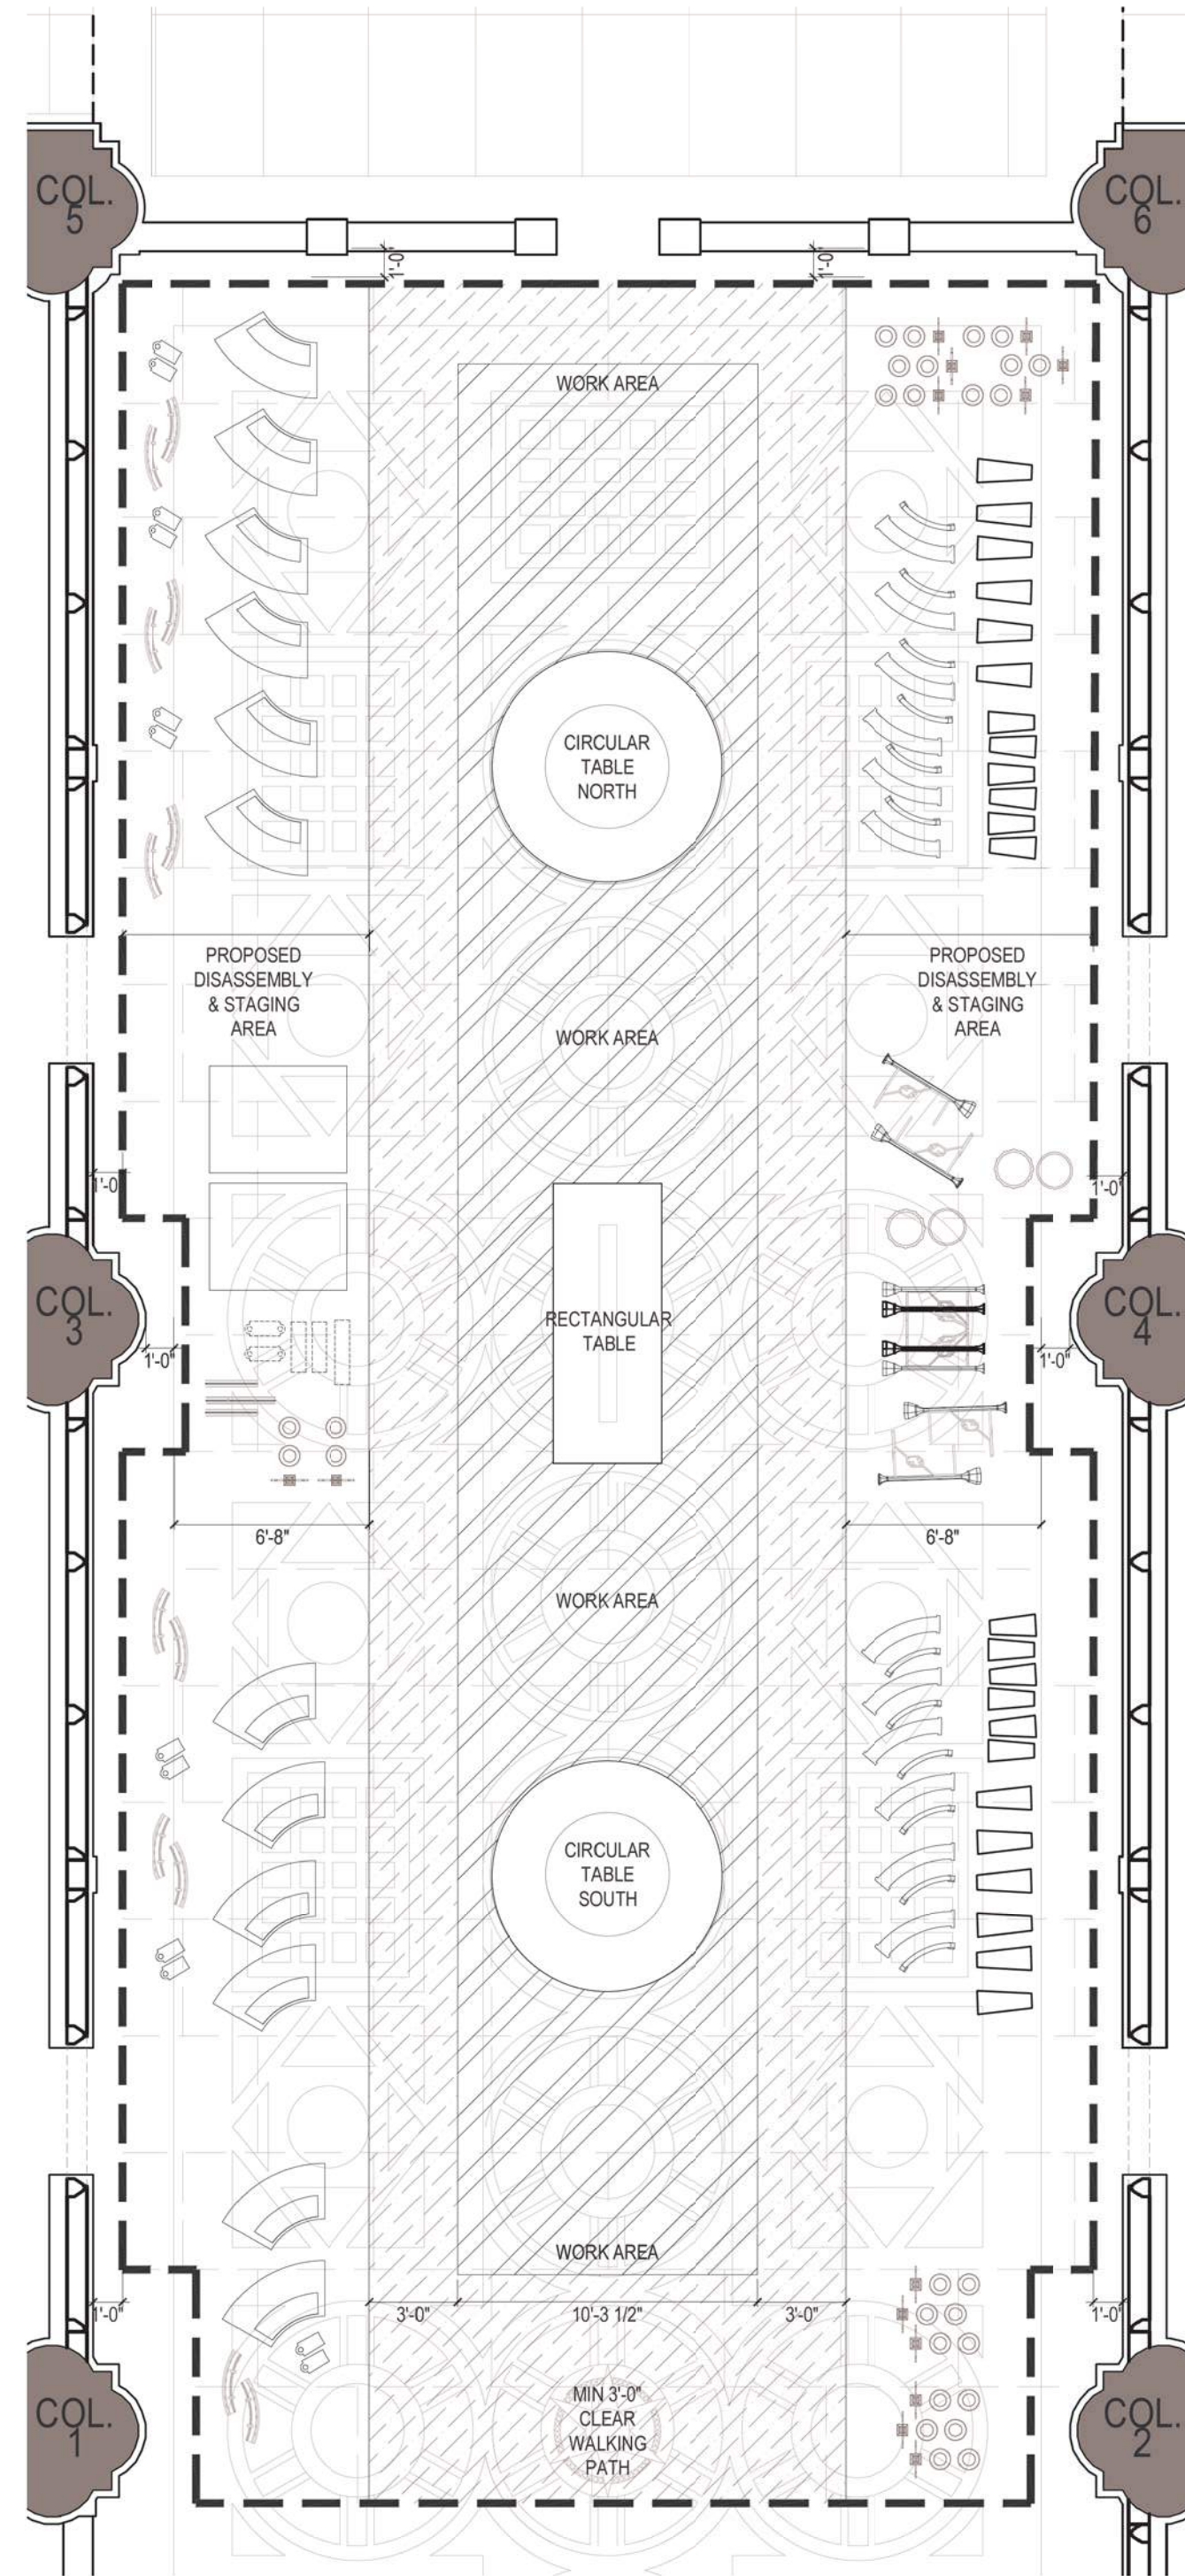 COL.
5
COL.
6
1'-0"
1'-0"
WORK AREA
CIRCULAR
TABLE
NORTH
PROPOSED
DISASSEMBLY
& STAGING
AREA
PROPOSED
DISASSEMBLY
& STAGING
AREA
WORK AREA
1'-0"
1'-0"
COL.
3
RECTANGULAR
TABLE
COL.
4
1'-0"
1'-0"
6'-8"
6'-8"
WORK AREA
CIRCULAR
TABLE
SOUTH
WORK AREA
1'-0"
3'-0"
10'-3 1/2"
3'-0"
1'-0"
COL.
1
MIN 3'-0"
CLEAR
WALKING
PATH
COL.
2